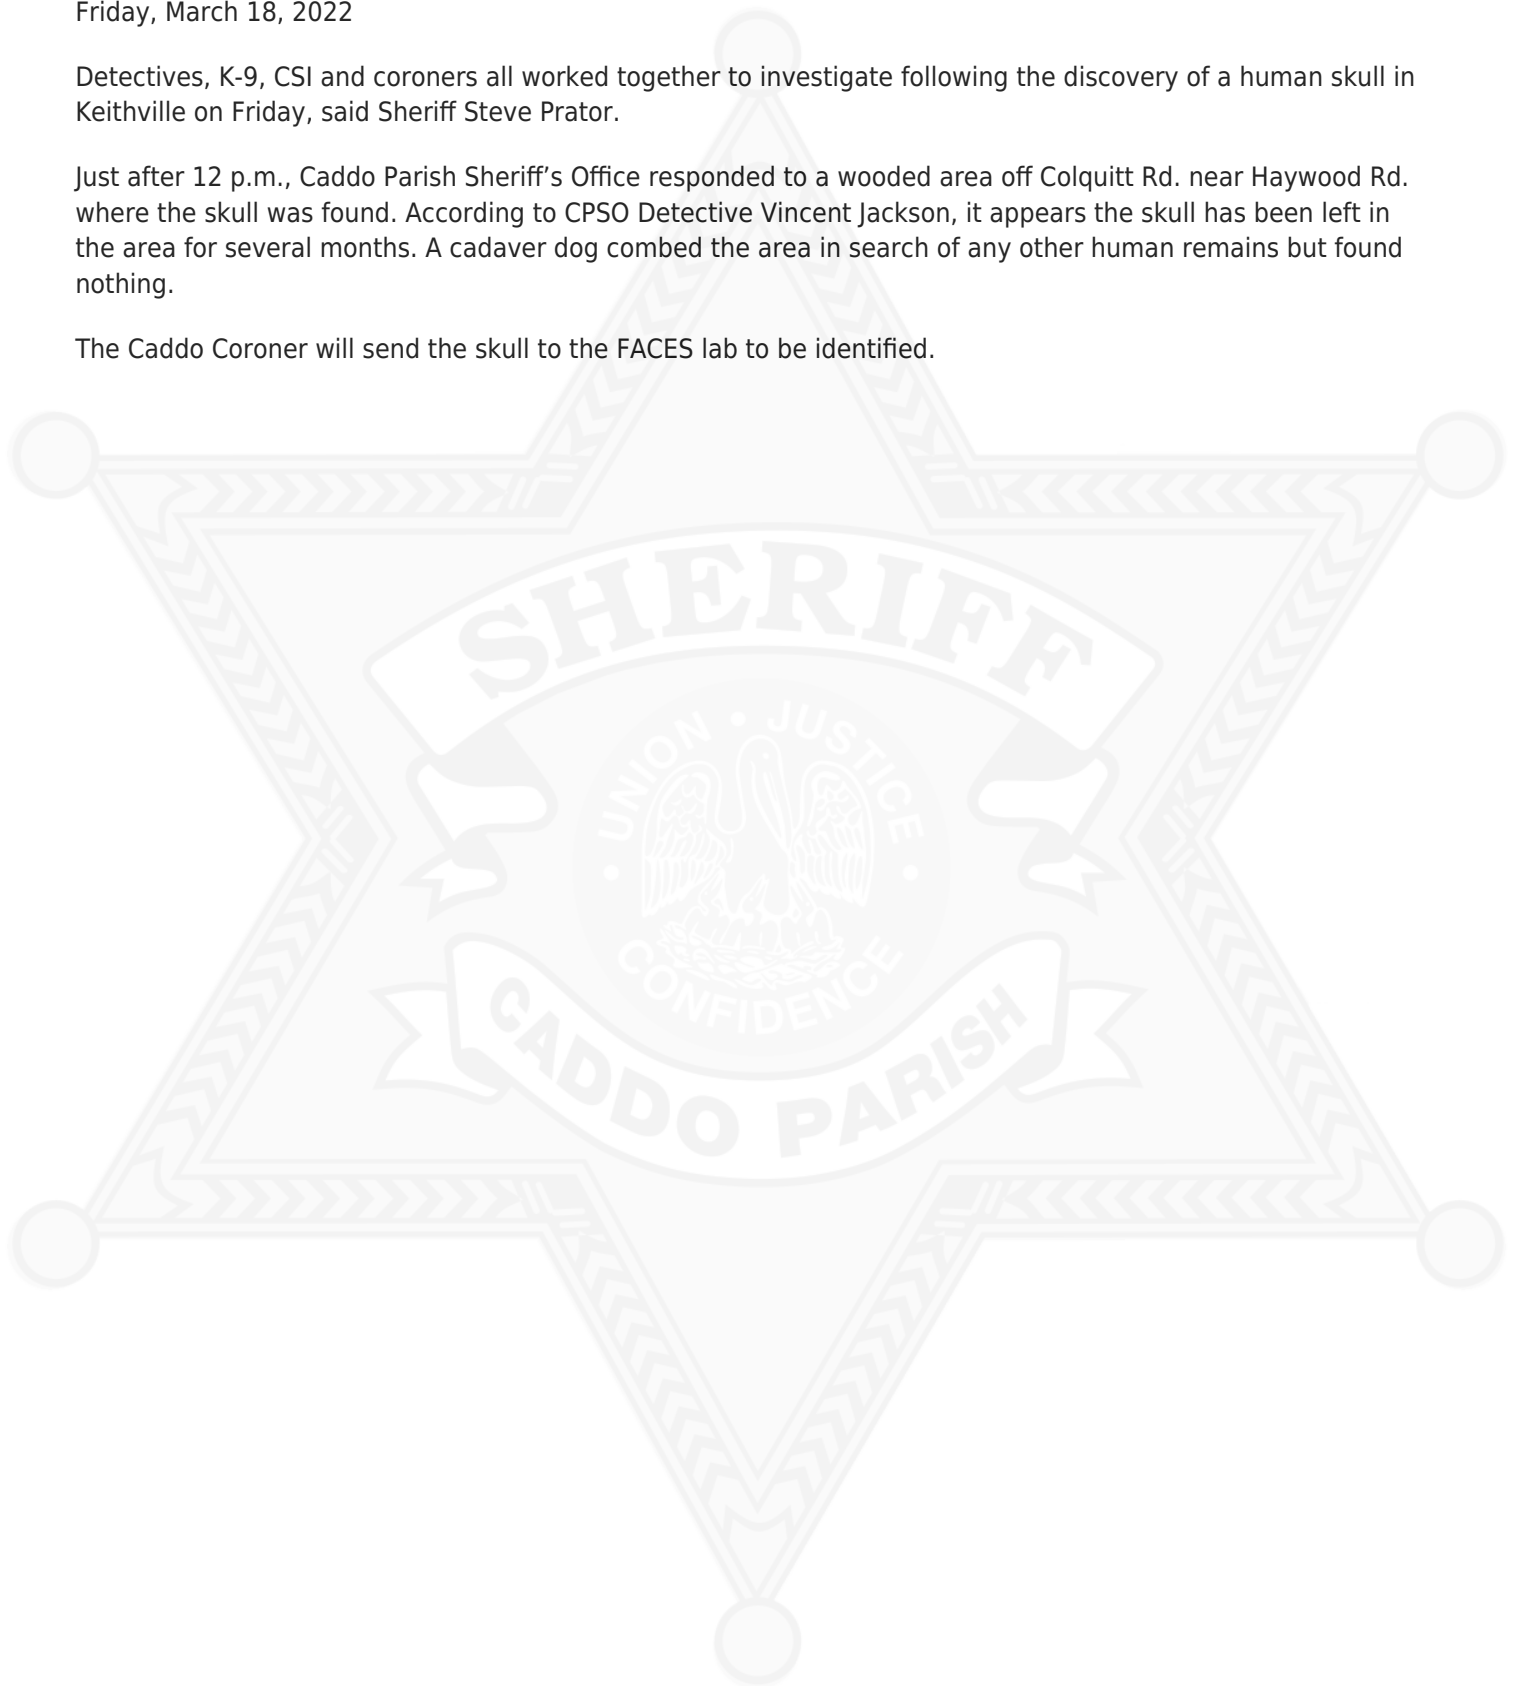 Friday, March 18, 2022
Detectives, K-9, CSI and coroners all worked together to investigate following the discovery of a human skull in
Keithville on Friday, said Sheriff Steve Prator.
Just after 12 p.m., Caddo Parish Sheriff’s Office responded to a wooded area off Colquitt Rd. near Haywood Rd.
where the skull was found. According to CPSO Detective Vincent Jackson, it appears the skull has been left in
the area for several months. A cadaver dog combed the area in search of any other human remains but found
nothing.
The Caddo Coroner will send the skull to the FACES lab to be identified.
SHERIFF
UNION • JUSTICE
• CONFIDENCE •
CADDO PARISH